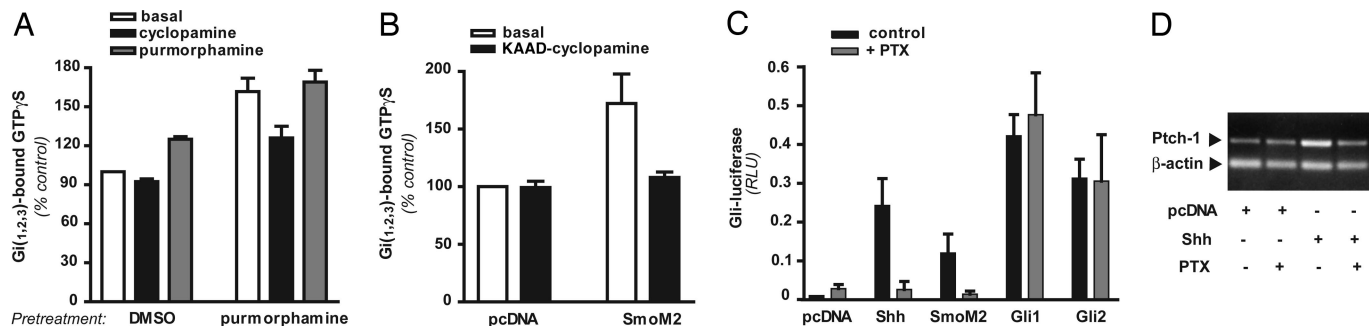 A
basal
cyclopamine
purmorphamine
Gi(1,2,3)-bound GTPγS
(% control)
180
150
120
90
60
30
0
Pretreatment: DMSO purmorphamine
B
basal
KAAD-cyclopamine
Gi(1,2,3)-bound GTPγS
(% control)
200
150
100
50
0
pcDNA SmoM2
C
control
+ PTX
Gli-luciferase
(RLU)
0.6
0.5
0.4
0.3
0.2
0.1
0
pcDNA Shh SmoM2 Gli1 Gli2
D
Ptch-1
β-actin
pcDNA + + - -
Shh - - + +
PTX - + - +